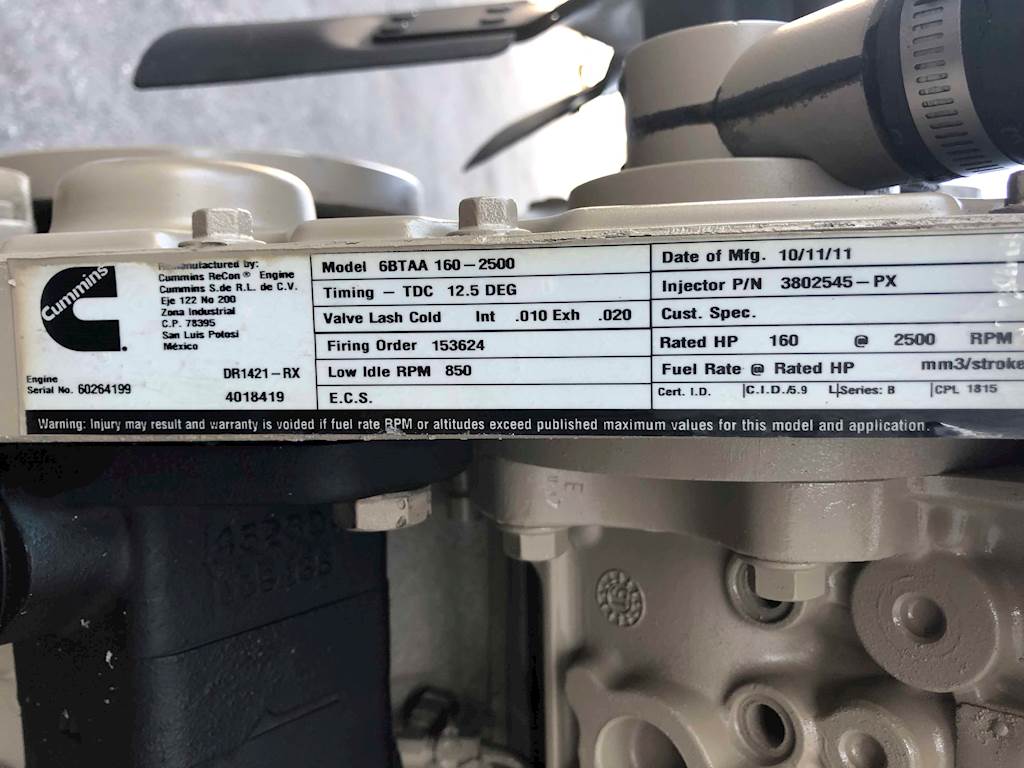 Cummins
Remanufactured by:
Cummins ReCon® Engine
Cummins S.de R.L. de C.V.
Eje 122 No 200
Zona Industrial
C.P. 78395
San Luis Potosi
México
Engine
Serial No. 60264199
DR1421-RX
4018419
Model 6BTAA 160-2500
Timing - TDC 12.5 DEG
Valve Lash Cold Int .010 Exh .020
Firing Order 153624
Low Idle RPM 850
E.C.S.
Date of Mfg. 10/11/11
Injector P/N 3802545-PX
Cust. Spec.
Rated HP 160 @ 2500 RPM
Fuel Rate @ Rated HP mm3/stroke
Cert. I.D. C.I.D./5.9 L Series: B CPL 1815
Warning: Injury may result and warranty is voided if fuel rate RPM or altitudes exceed published maximum values for this model and application.